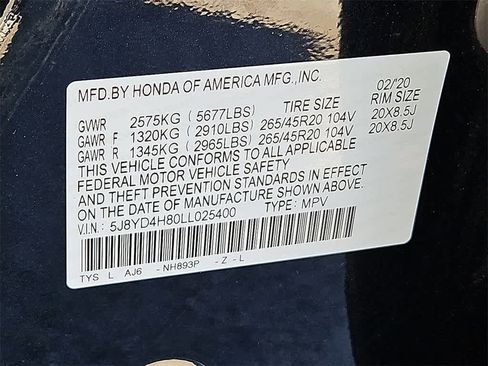 MFD.BY HONDA OF AMERICA MFG.,INC. 02/'20
TIRE SIZE RIM SIZE
GVWR 2575KG (5677LBS)
GAWR F 1320KG (2910LBS) 265/45R20 104V 20X8.5J
GAWR R 1345KG (2965LBS) 265/45R20 104V 20X8.5J
THIS VEHICLE CONFORMS TO ALL APPLICABLE
FEDERAL MOTOR VEHICLE SAFETY
AND THEFT PREVENTION STANDARDS IN EFFECT
ON THE DATE OF MANUFACTURE SHOWN ABOVE.
V.I.N.: 5J8YD4H80LL025400 TYPE: MPV
TYS L AJ6 - NH893P - Z - L